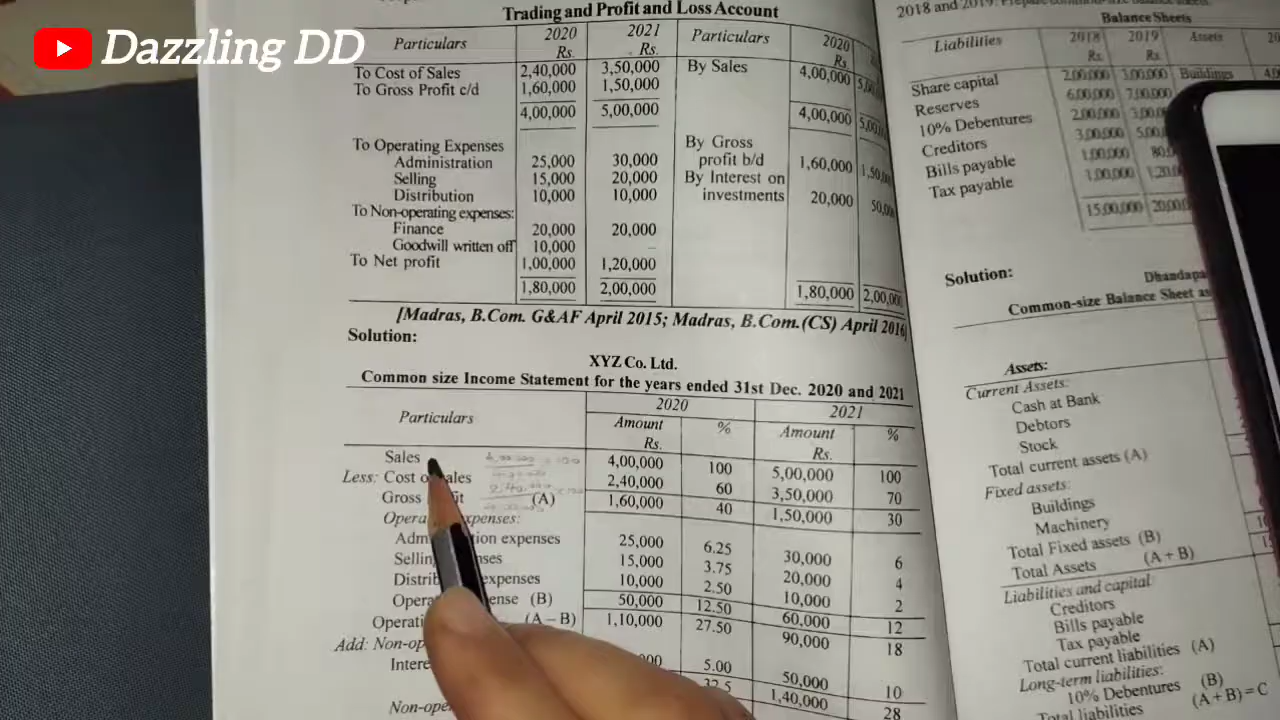 Dazzling DD
Trading and Profit and Loss Account
Particulars 2020 Rs. 2021 Rs. Particulars 2020 Rs.
To Cost of Sales 2,40,000 3,50,000 By Sales 4,00,000
To Gross Profit c/d 1,60,000 1,50,000
4,00,000 5,00,000 4,00,000
To Operating Expenses By Gross
Administration 25,000 30,000 profit b/d 1,60,000
Selling 15,000 20,000 By Interest on
Distribution 10,000 10,000 investments 20,000
To Non-operating expenses:
Finance 20,000 20,000
Goodwill written off 10,000 –
To Net profit 1,00,000 1,20,000
1,80,000 2,00,000 1,80,000 2,00,000
[Madras, B.Com. G&AF April 2015; Madras, B.Com.(CS) April 2016]
Solution:
XYZ Co. Ltd.
Common size Income Statement for the years ended 31st Dec. 2020 and 2021
Particulars 2020 2021
Amount Rs. % Amount Rs. %
Sales 4,00,000 100 5,00,000 100
Less: Cost of Sales 2,40,000 60 3,50,000 70
Gross (A) 1,60,000 40 1,50,000 30
expenses:
expenses 25,000 6.25 30,000 6
15,000 3.75 20,000 4
expenses 10,000 2.50 10,000 2
(B) 50,000 12.50 60,000 12
(A – B) 1,10,000 27.50 90,000 18
Add:
5.00 50,000 10
32.5 1,40,000 28
2018 and 2019.
Balance Sheets
Liabilities 2018 Rs. 2019 Rs. Assets
Share capital 2,00,000 3,00,000 Buildings
Reserves 6,00,000 7,00,000
10% Debentures 2,00,000
Creditors 3,00,000
Bills payable 1,00,000
Tax payable 1,00,000
15,00,000
Solution:
Common-size Balance Sheet as
Assets:
Current Assets:
Cash at Bank
Debtors
Stock
Total current assets (A)
Fixed assets:
Buildings
Machinery
Total Fixed assets (B)
Total Assets (A + B)
Liabilities and capital:
Creditors
Bills payable
Tax payable
Total current liabilities (A)
Long-term liabilities:
10% Debentures (B)
Total liabilities (A + B) = C